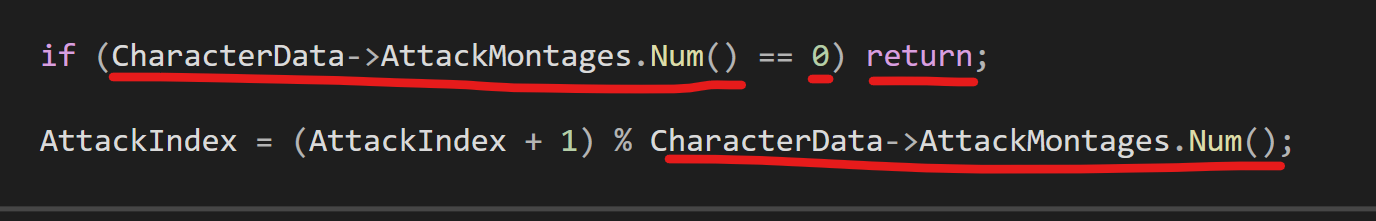 if (CharacterData->AttackMontages.Num() == 0) return;
AttackIndex = (AttackIndex + 1) % CharacterData->AttackMontages.Num();